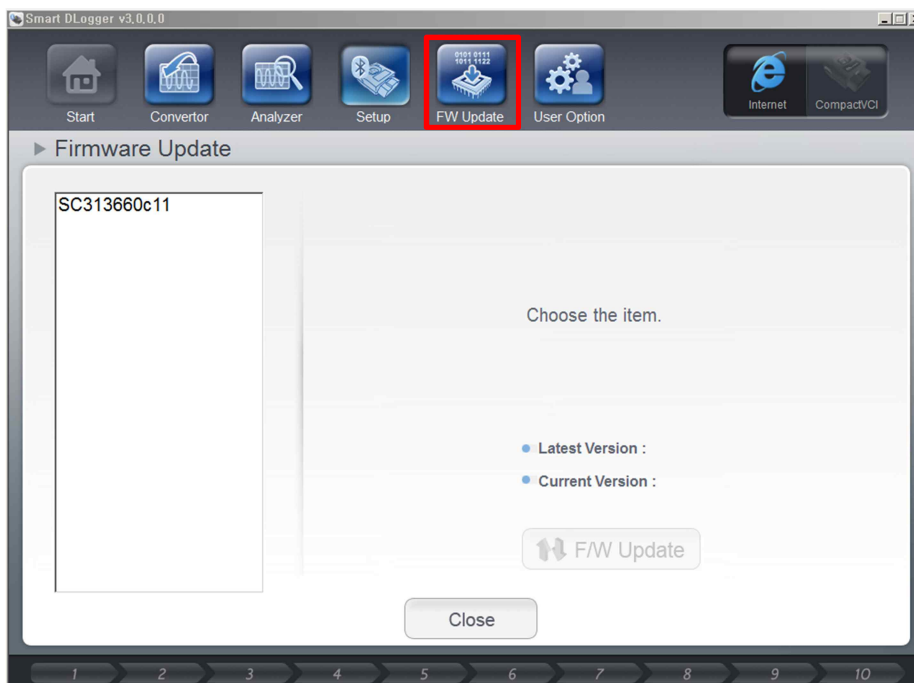 Smart DLogger v3,0,0,0
0101 0111
1011 1122
Start
Convertor
Analyzer
Setup
FW Update
User Option
Internet
CompactVCI
Firmware Update
SC313660c11
Choose the item.
Latest Version :
Current Version :
F/W Update
Close
1 2 3 4 5 6 7 8 9 10